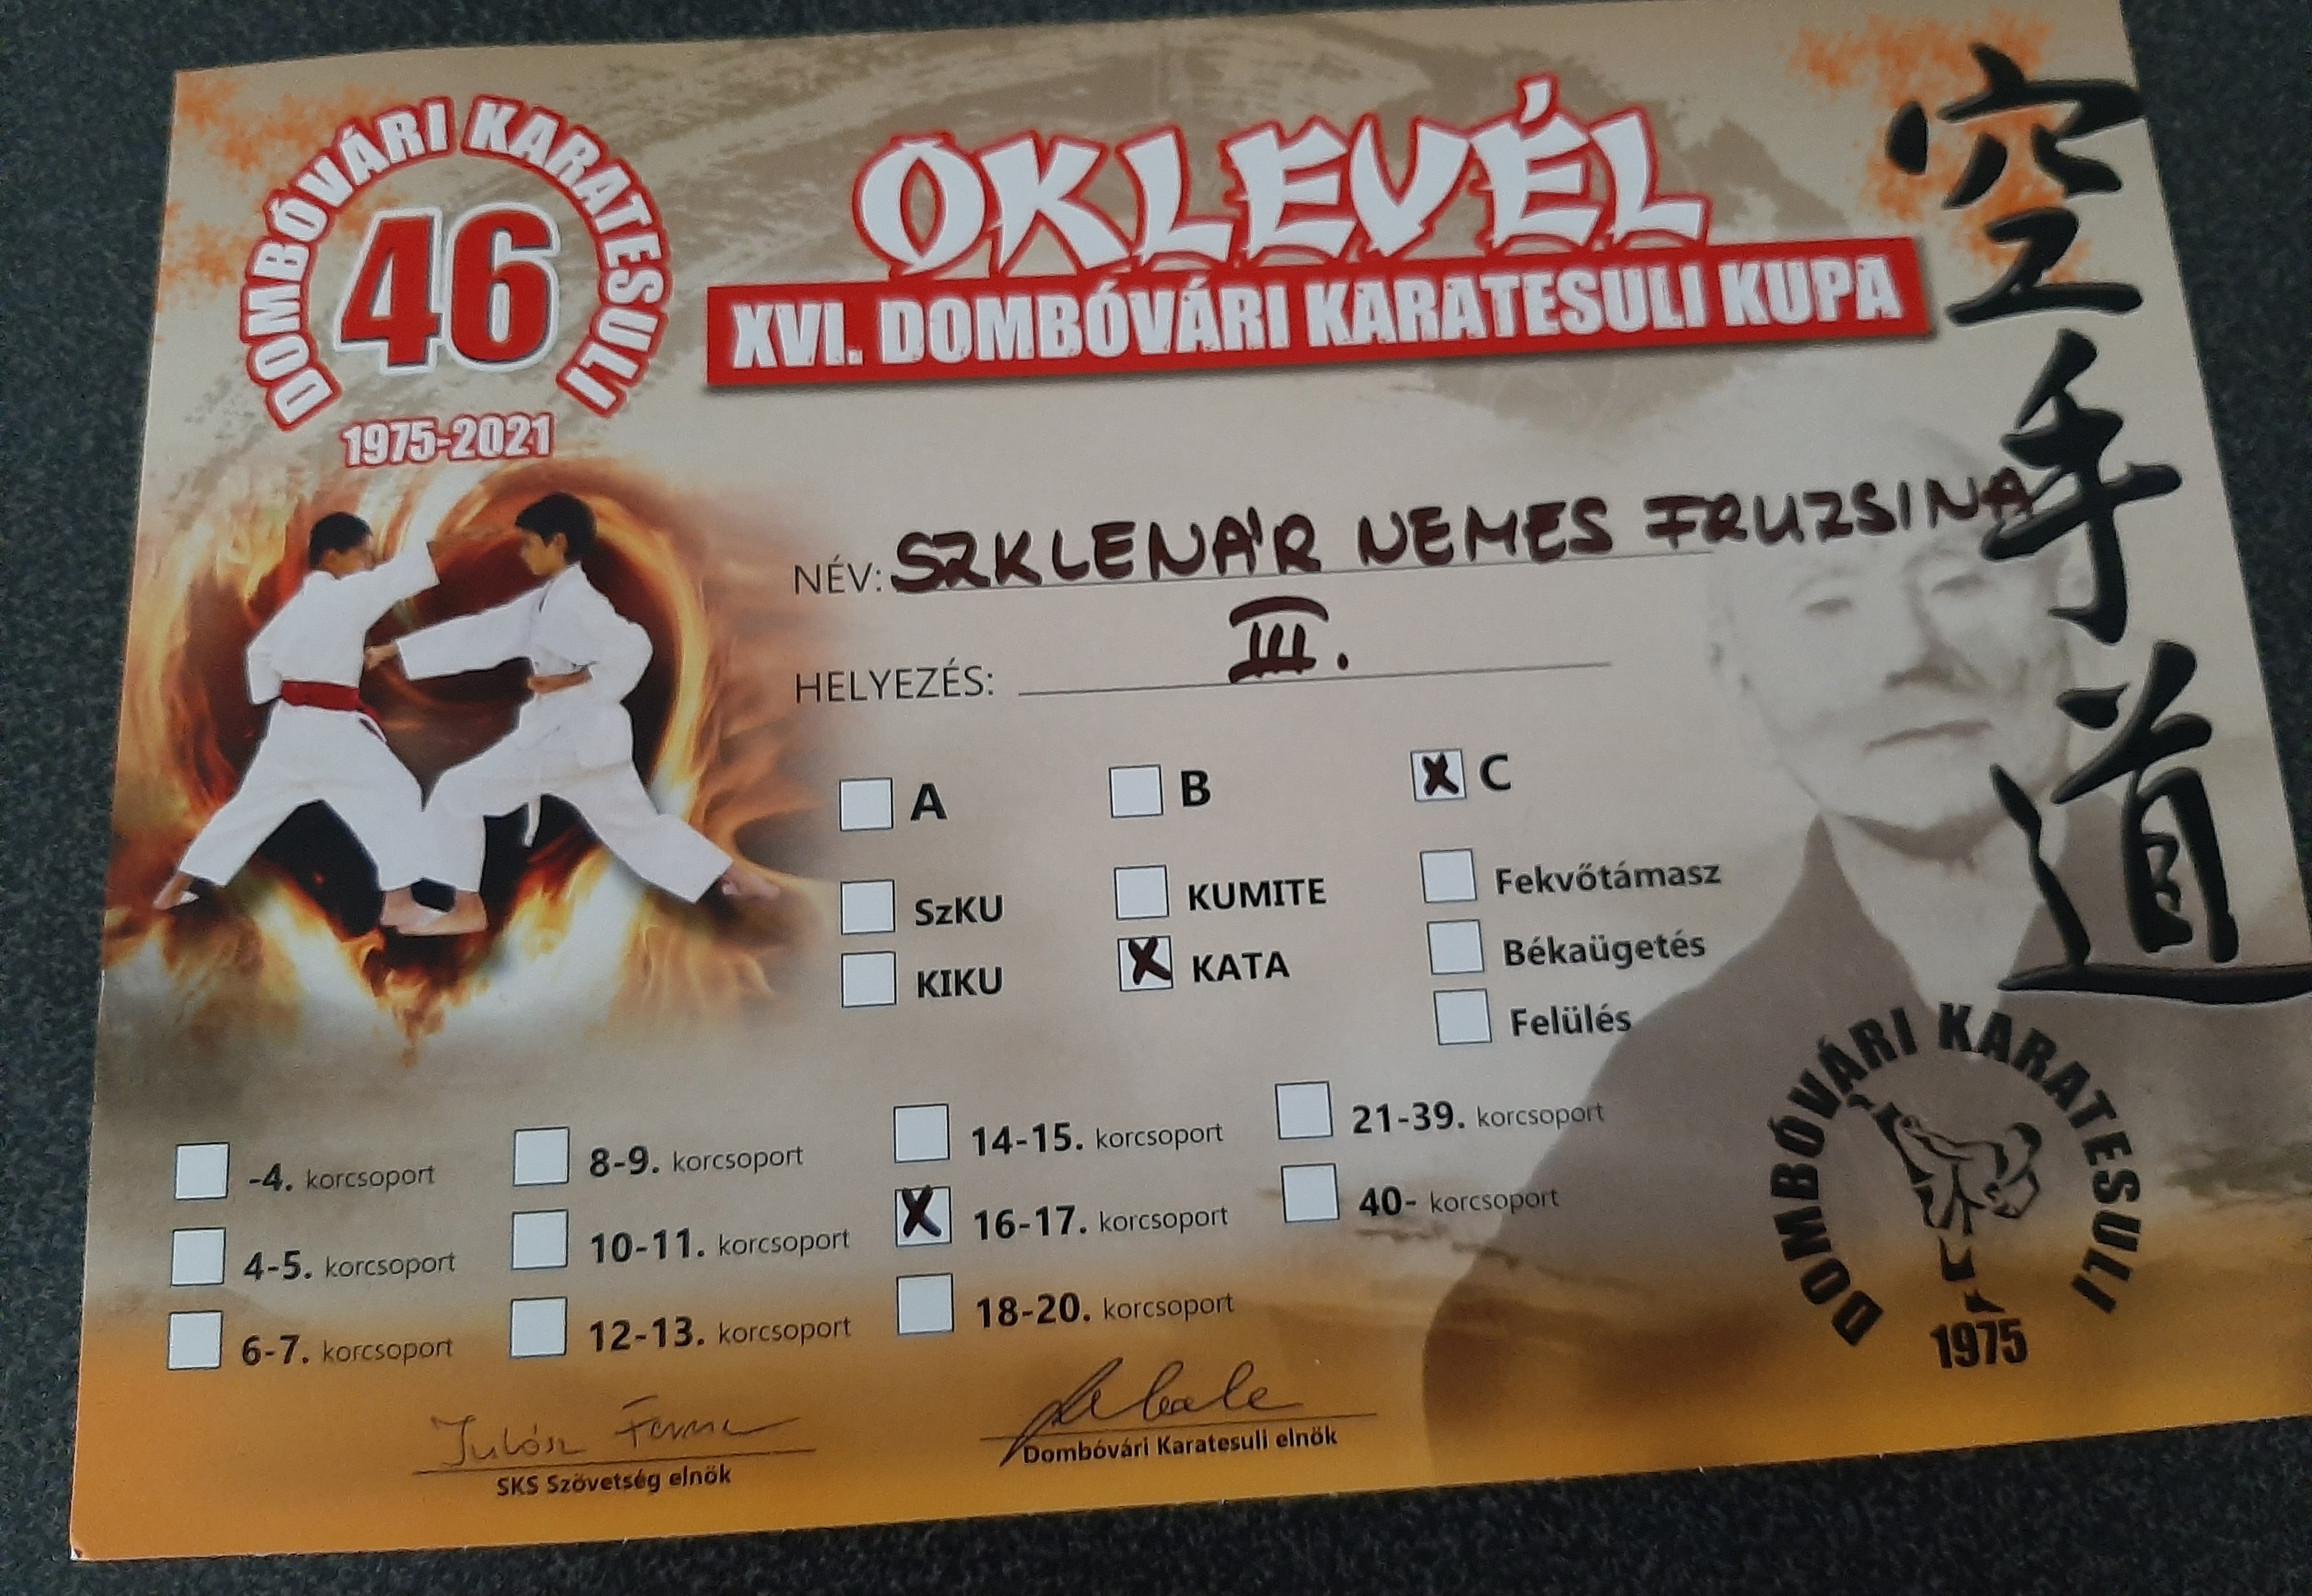 DOMBÓVÁRI KARATESULI
46
1975-2021
OKLEVÉL
XVI. DOMBÓVÁRI KARATESULI KUPA
空手道
NÉV: SZKLENÁR NEMES FRUZSINA
HELYEZÉS: III.
A B X C
SzKU KUMITE Fekvőtámasz
KIKU X KATA Békaügetés
Felülés
-4. korcsoport 8-9. korcsoport 14-15. korcsoport 21-39. korcsoport
4-5. korcsoport 10-11. korcsoport X 16-17. korcsoport 40- korcsoport
6-7. korcsoport 12-13. korcsoport 18-20. korcsoport
SKS Szövetség elnök
Dombóvári Karatesuli elnök
DOMBÓVÁRI KARATESULI
1975